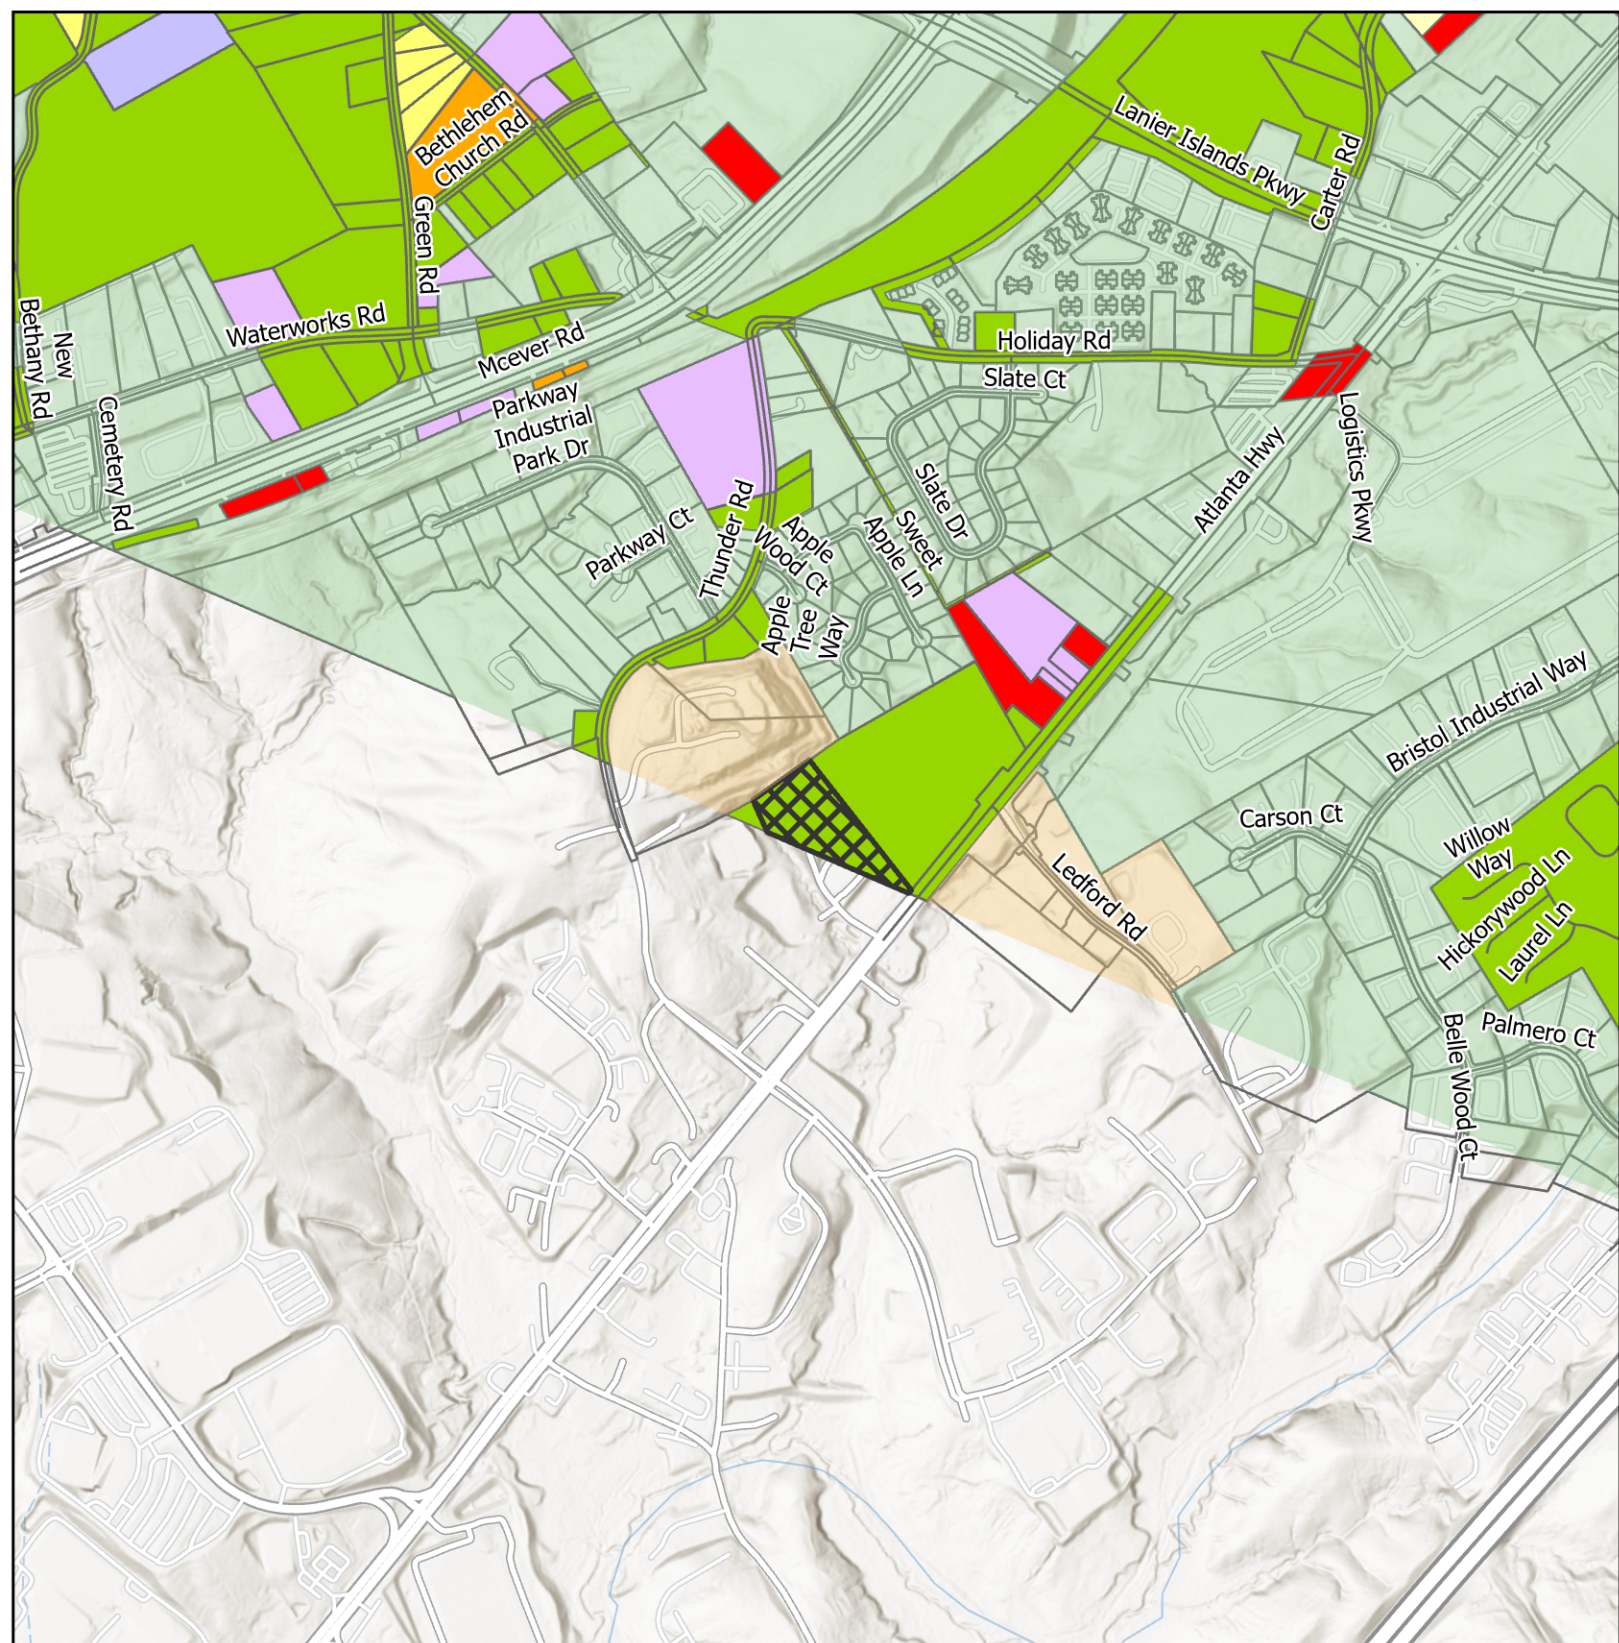 Bethlehem
Church Rd
Lanier Islands Pkwy
Carter Rd
Green Rd
Waterworks Rd
New
Bethany Rd
Mcever Rd
Holiday Rd
Slate Ct
Cemetery Rd
Parkway
Industrial
Park Dr
Logistics Pkwy
Atlanta Hwy
Slate Dr
Thunder Rd
Parkway Ct
Apple
Wood Ct
Sweet
Apple Ln
Apple
Tree
Way
Bristol Industrial Way
Carson Ct
Willow
Way
Ledford Rd
Hickorywood Ln
Laurel Ln
Palmero Ct
Belle Wood Ct